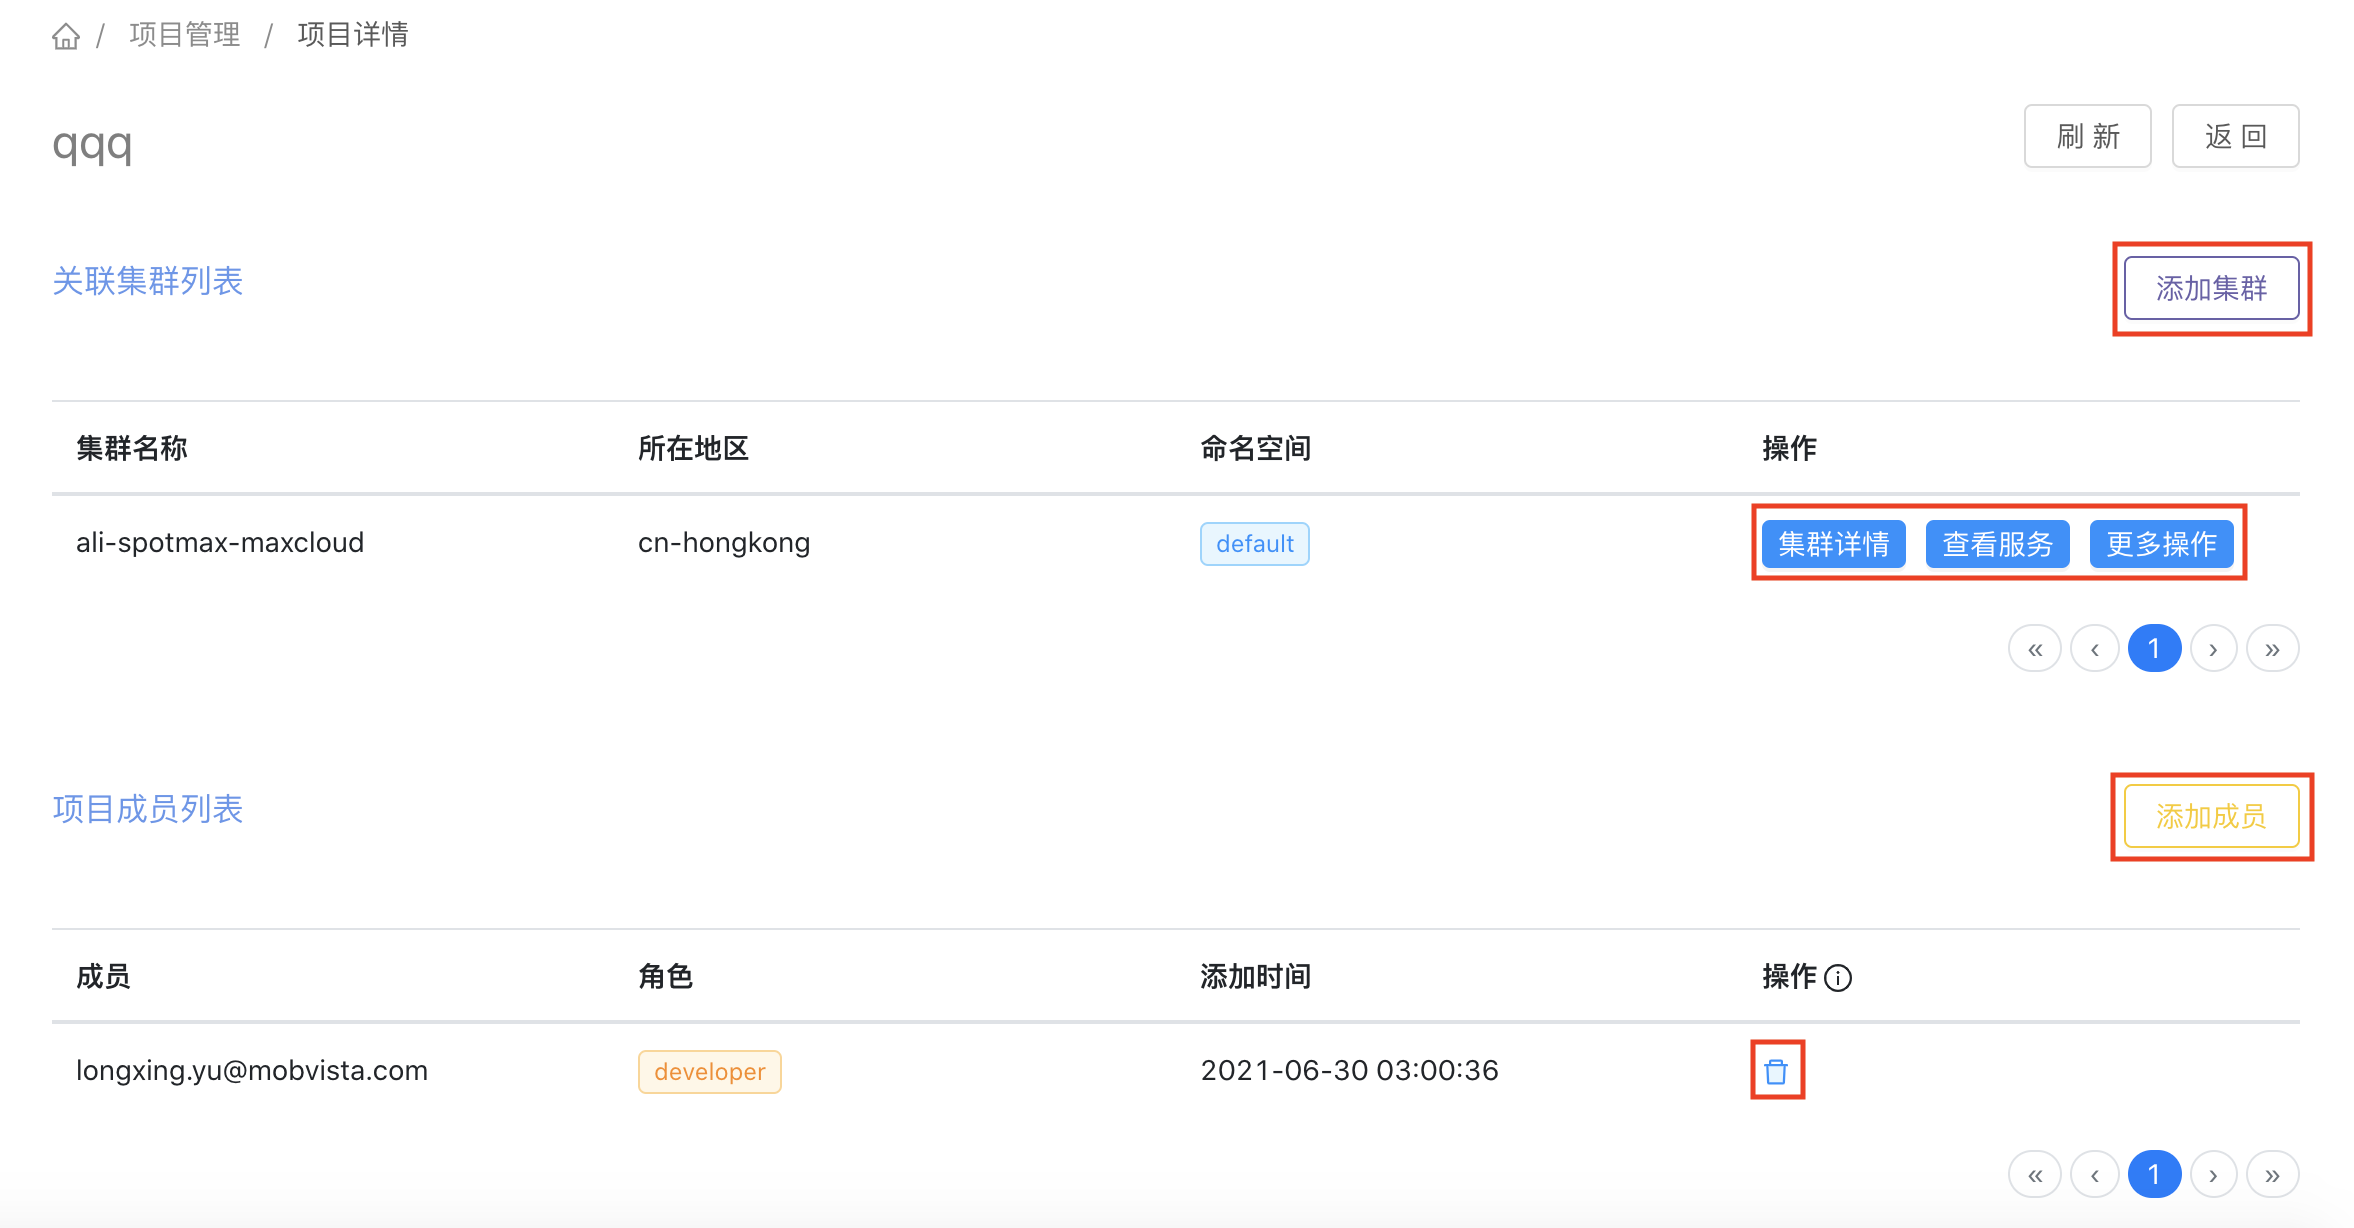 / 项目管理 / 项目详情
qqq
刷 新 返 回
关联集群列表
添加集群
集群名称 所在地区 命名空间 操作
ali-spotmax-maxcloud cn-hongkong default 集群详情 查看服务 更多操作
« ‹ 1 › »
项目成员列表
添加成员
成员 角色 添加时间 操作
longxing.yu@mobvista.com developer 2021-06-30 03:00:36
« ‹ 1 › »